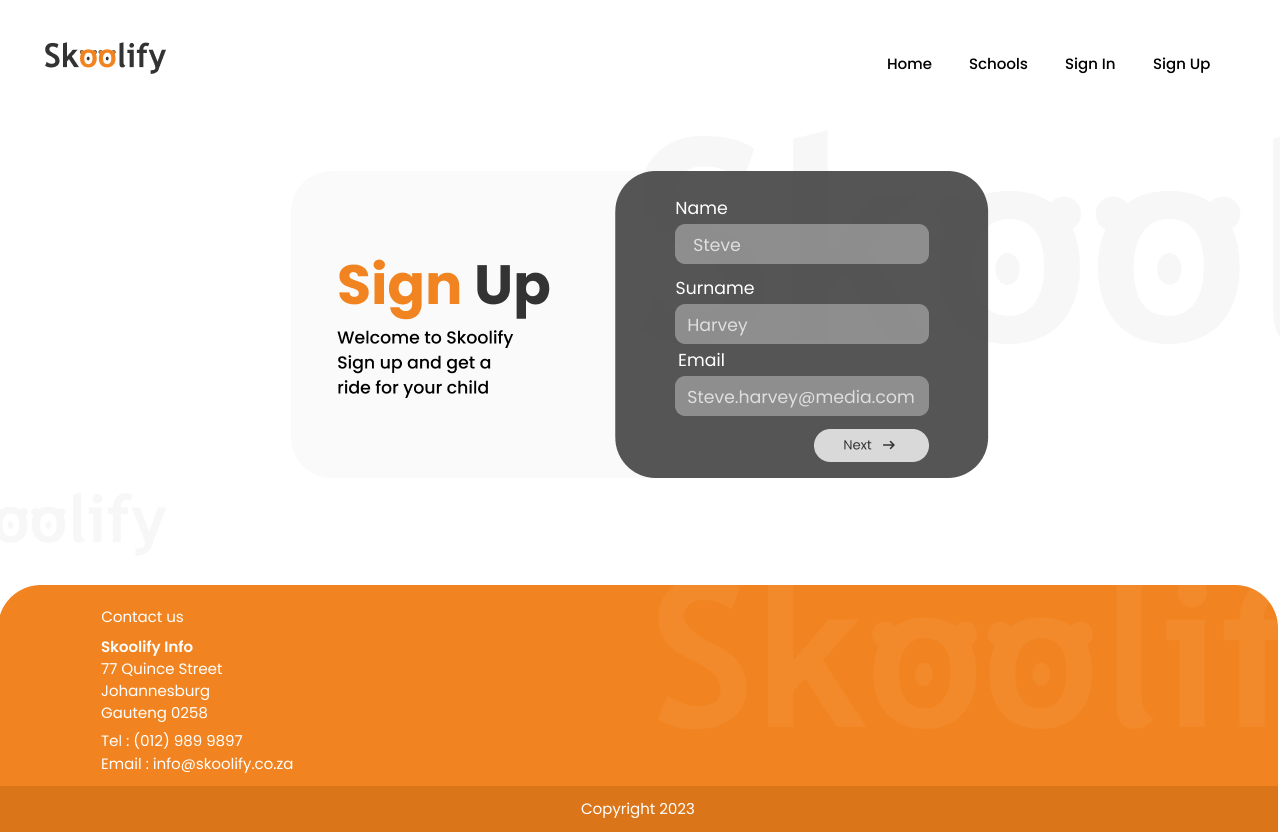 Skoolify
Home
Schools
Sign In
Sign Up
Skool
Sign Up
Welcome to Skoolify
Sign up and get a
ride for your child
Name
Steve
Surname
Harvey
Email
Steve.harvey@media.com
Next
oolify
Skoolif
Contact us
Skoolify Info
77 Quince Street
Johannesburg
Gauteng 0258
Tel : (012) 989 9897
Email : info@skoolify.co.za
Copyright 2023